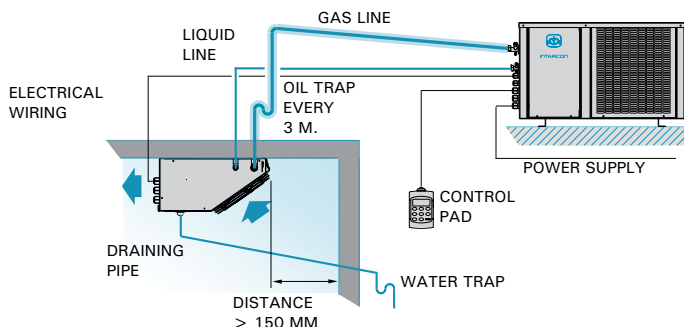 GAS LINE
LIQUID
LINE
INTARCON
ELECTRICAL
WIRING
OIL TRAP
EVERY
3 M.
POWER SUPPLY
CONTROL
PAD
DRAINING
PIPE
WATER TRAP
DISTANCE
> 150 MM